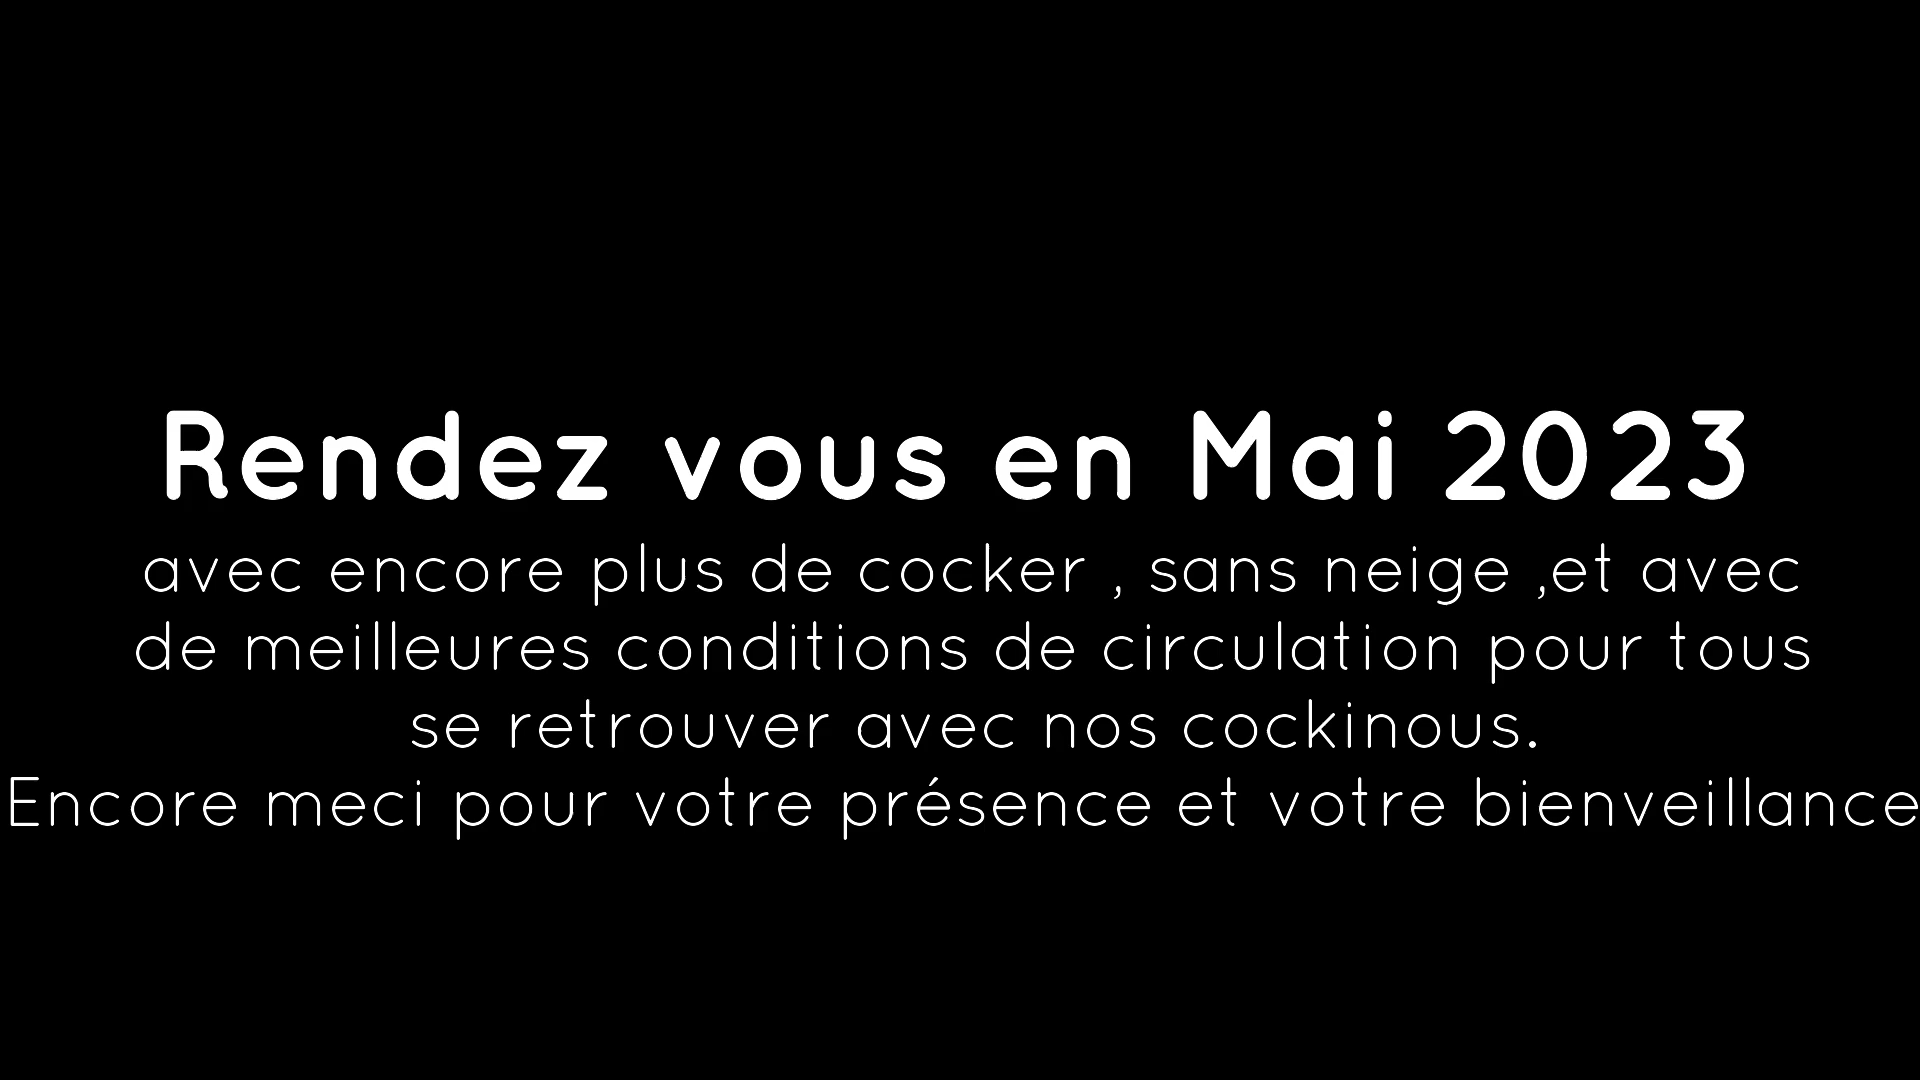 Rendez vous en Mai 2023
avec encore plus de cocker , sans neige ,et avec
de meilleures conditions de circulation pour tous
se retrouver avec nos cockinous.
Encore meci pour votre présence et votre bienveillance